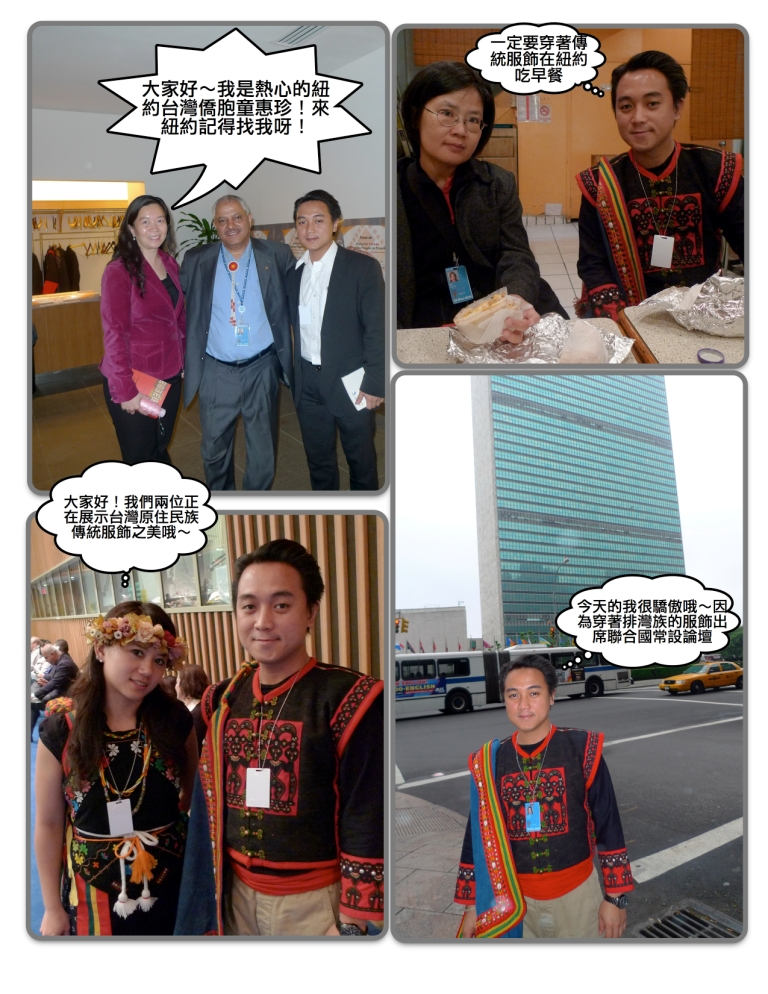 大家好～我是熱心的紐
約台灣僑胞童惠珍！來
紐約記得找我呀！
一定要穿著傳
統服飾在紐約
吃早餐
大家好！我們兩位正
在展示台灣原住民族
傳統服飾之美哦～
今天的我很驕傲哦～因
為穿著排灣族的服飾出
席聯合國常設論壇